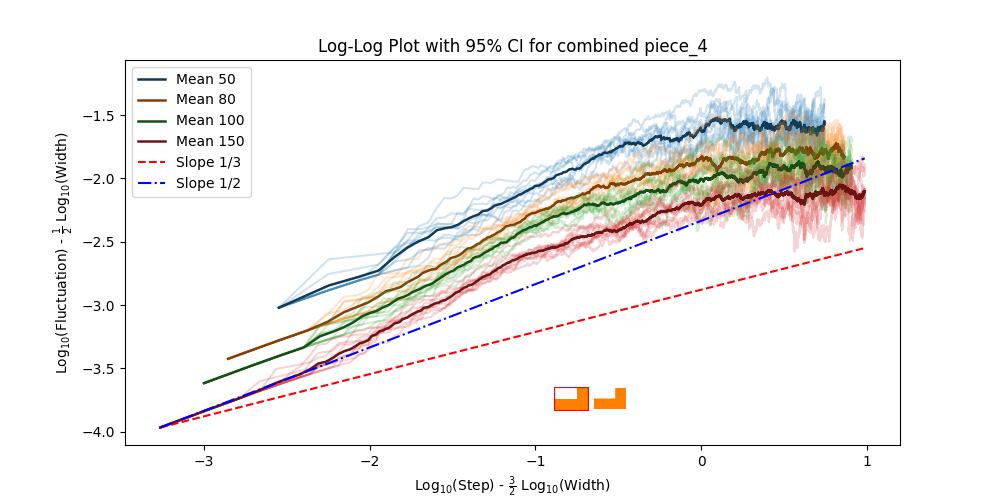 Log-Log Plot with 95% CI for combined piece_4
Log₁₀(Fluctuation) - ½ Log₁₀(Width)
−1.5
−2.0
−2.5
−3.0
−3.5
−4.0
Mean 50
Mean 80
Mean 100
Mean 150
Slope 1/3
Slope 1/2
−3
−2
−1
0
1
Log₁₀(Step) - 3/2 Log₁₀(Width)